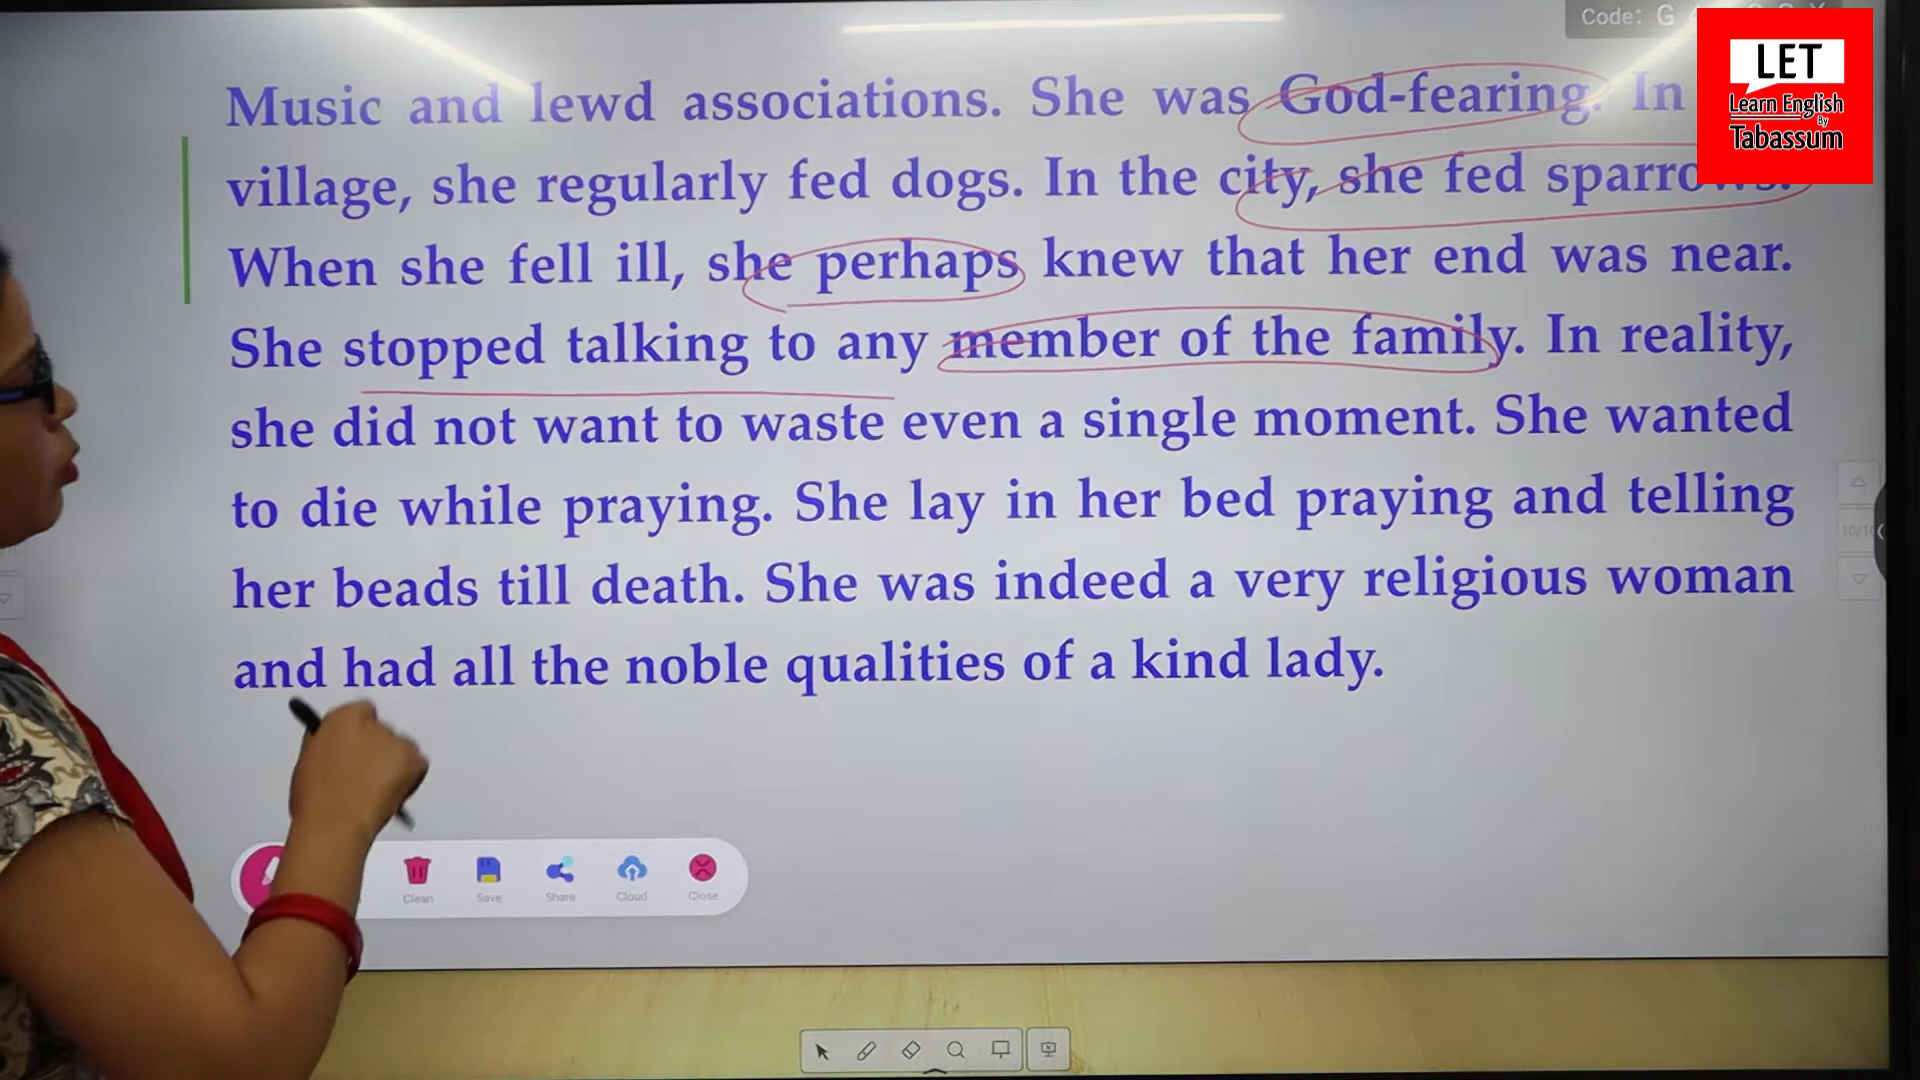 Code: G
LET
Learn English
By
Tabassum
Music and lewd associations. She was God-fearing. In
village, she regularly fed dogs. In the city, she fed sparrows.
When she fell ill, she perhaps knew that her end was near.
She stopped talking to any member of the family. In reality,
she did not want to waste even a single moment. She wanted
to die while praying. She lay in her bed praying and telling
her beads till death. She was indeed a very religious woman
and had all the noble qualities of a kind lady.
10/10
Clean Save Share Cloud Close